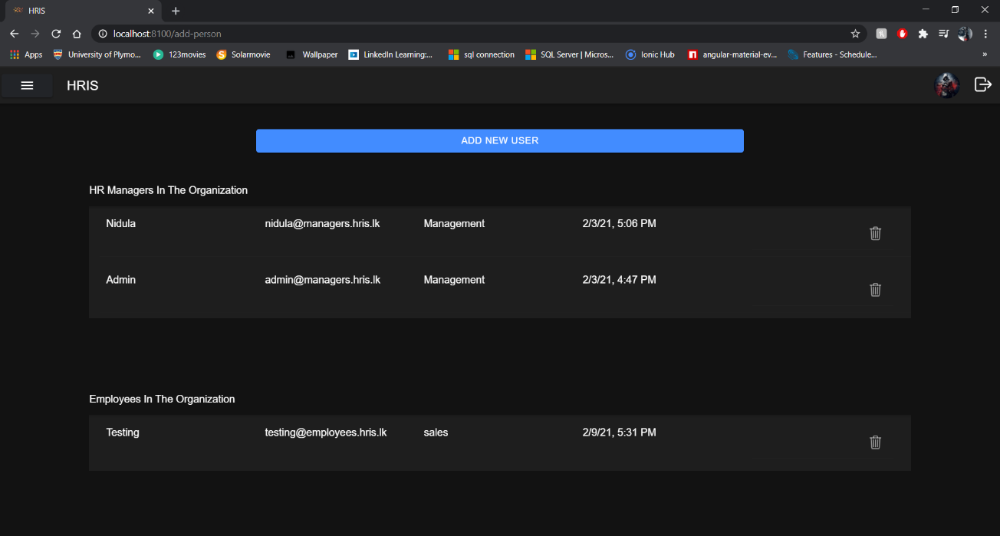 HRIS
localhost:8100/add-person
Apps University of Plymo... 123movies Solarmovie Wallpaper LinkedIn Learning:... sql connection SQL Server | Micros... Ionic Hub angular-material-ev... Features - Schedule... »
HRIS
ADD NEW USER
HR Managers In The Organization
Nidula nidula@managers.hris.lk Management 2/3/21, 5:06 PM
Admin admin@managers.hris.lk Management 2/3/21, 4:47 PM
Employees In The Organization
Testing testing@employees.hris.lk sales 2/9/21, 5:31 PM